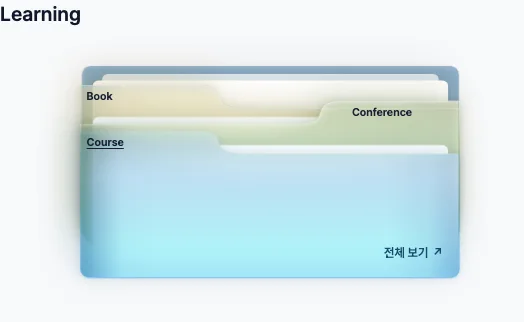 Learning
Book
Conference
Course
전체 보기 ↗